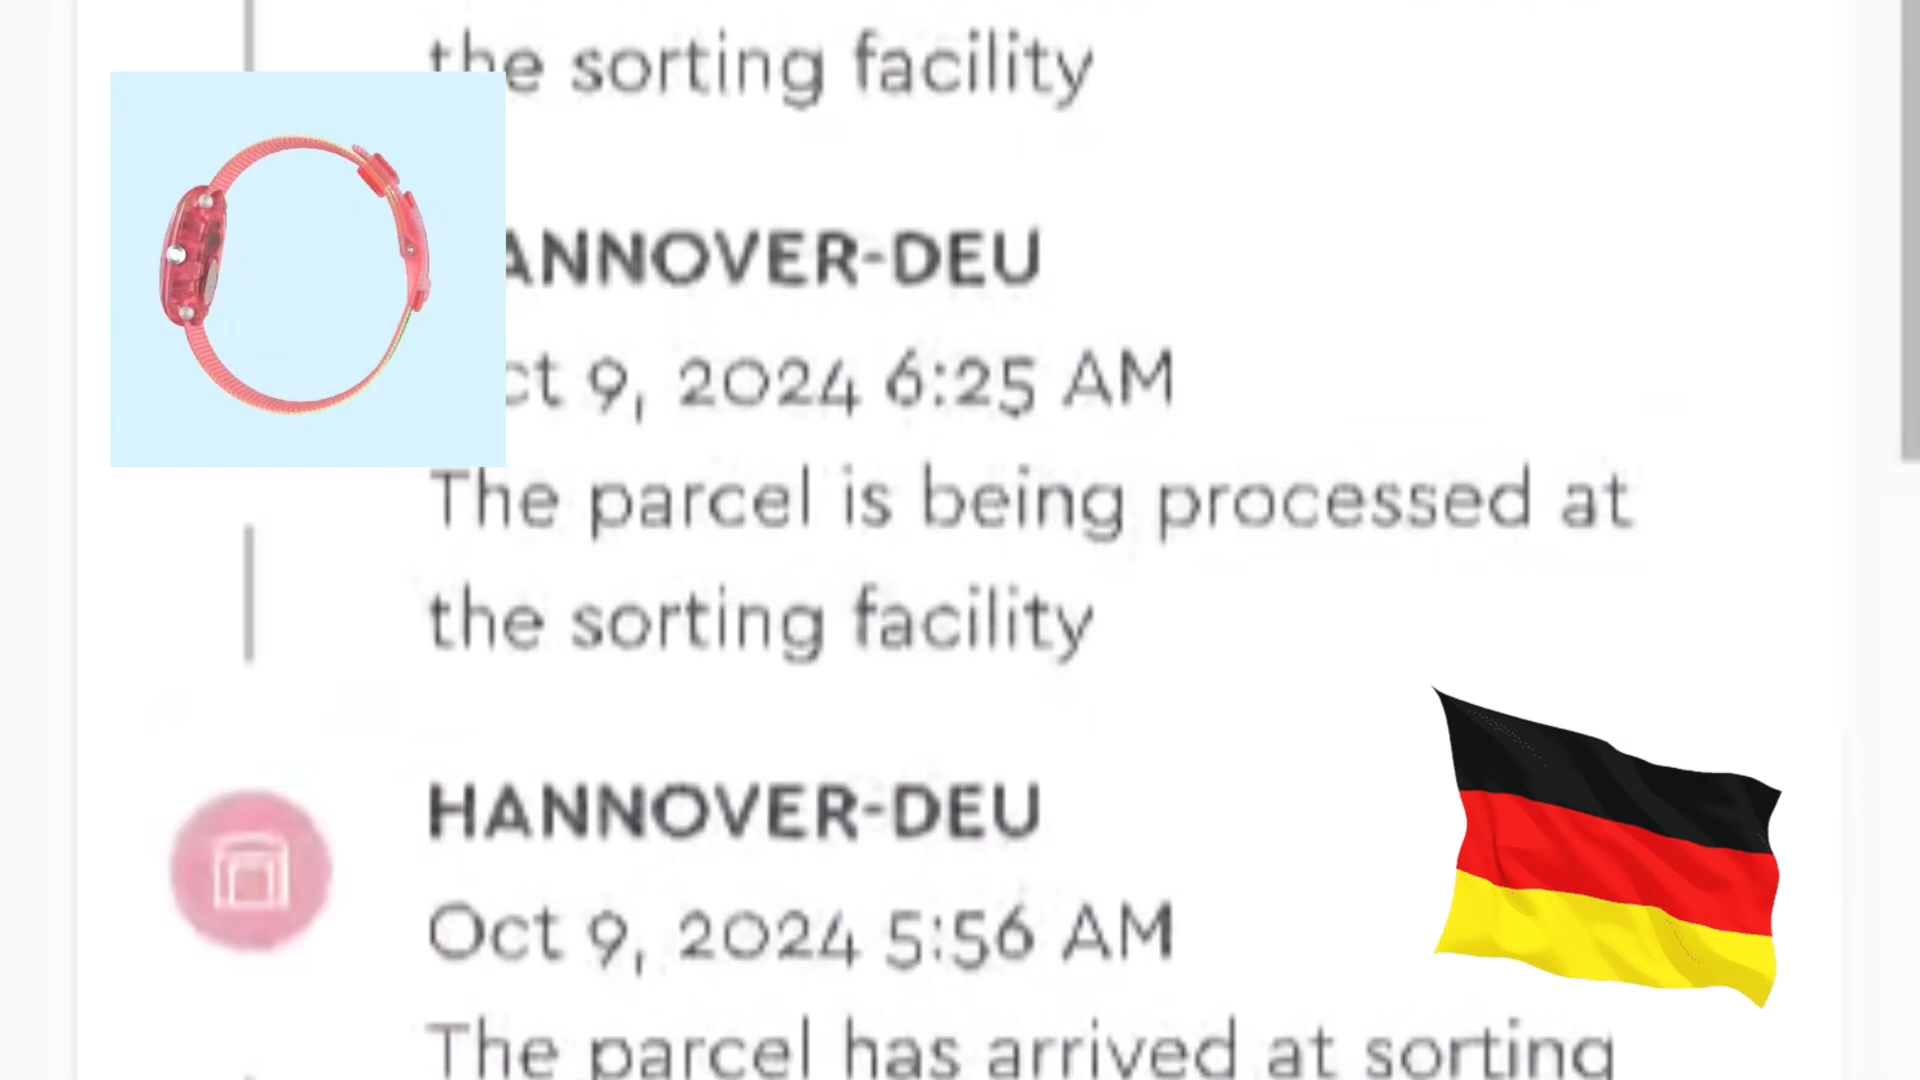 the sorting facility
ANNOVER-DEU
ct 9, 2024 6:25 AM
The parcel is being processed at
the sorting facility
HANNOVER-DEU
Oct 9, 2024 5:56 AM
The parcel has arrived at sorting